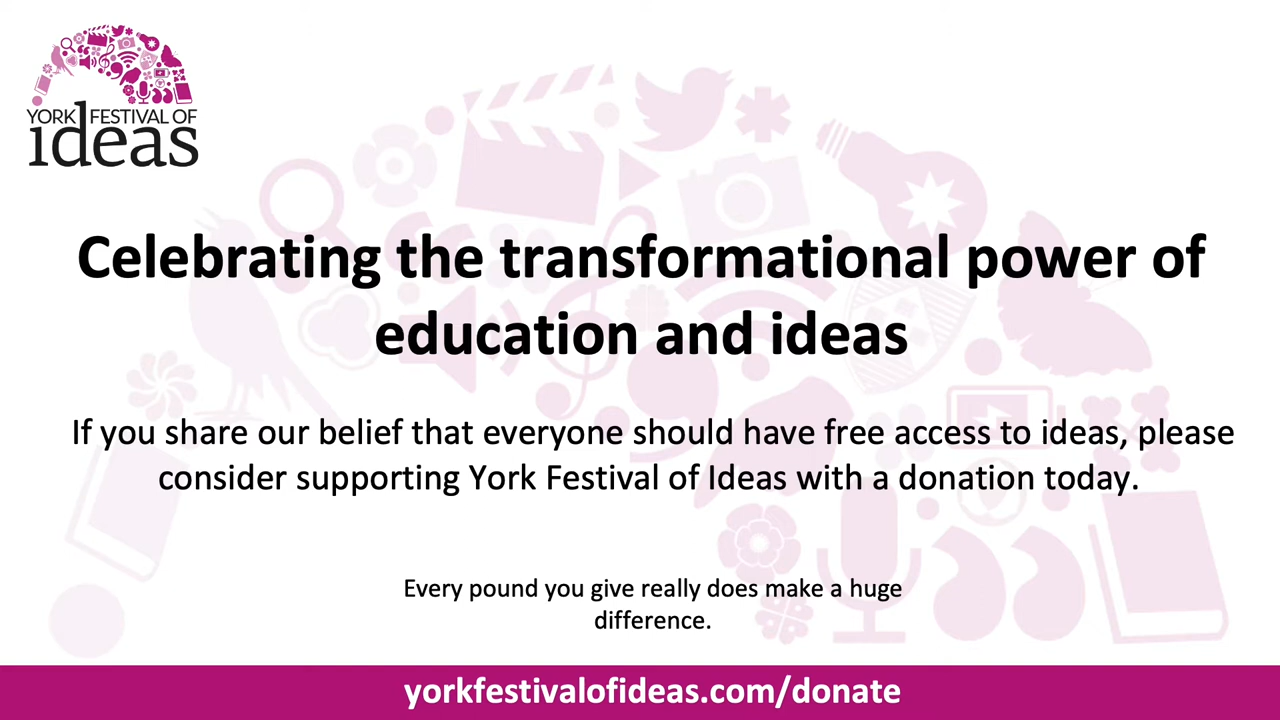 YORK FESTIVAL OF
ideas
Celebrating the transformational power of
education and ideas
If you share our belief that everyone should have free access to ideas, please
consider supporting York Festival of Ideas with a donation today.
Every pound you give really does make a huge
difference.
yorkfestivalofideas.com/donate